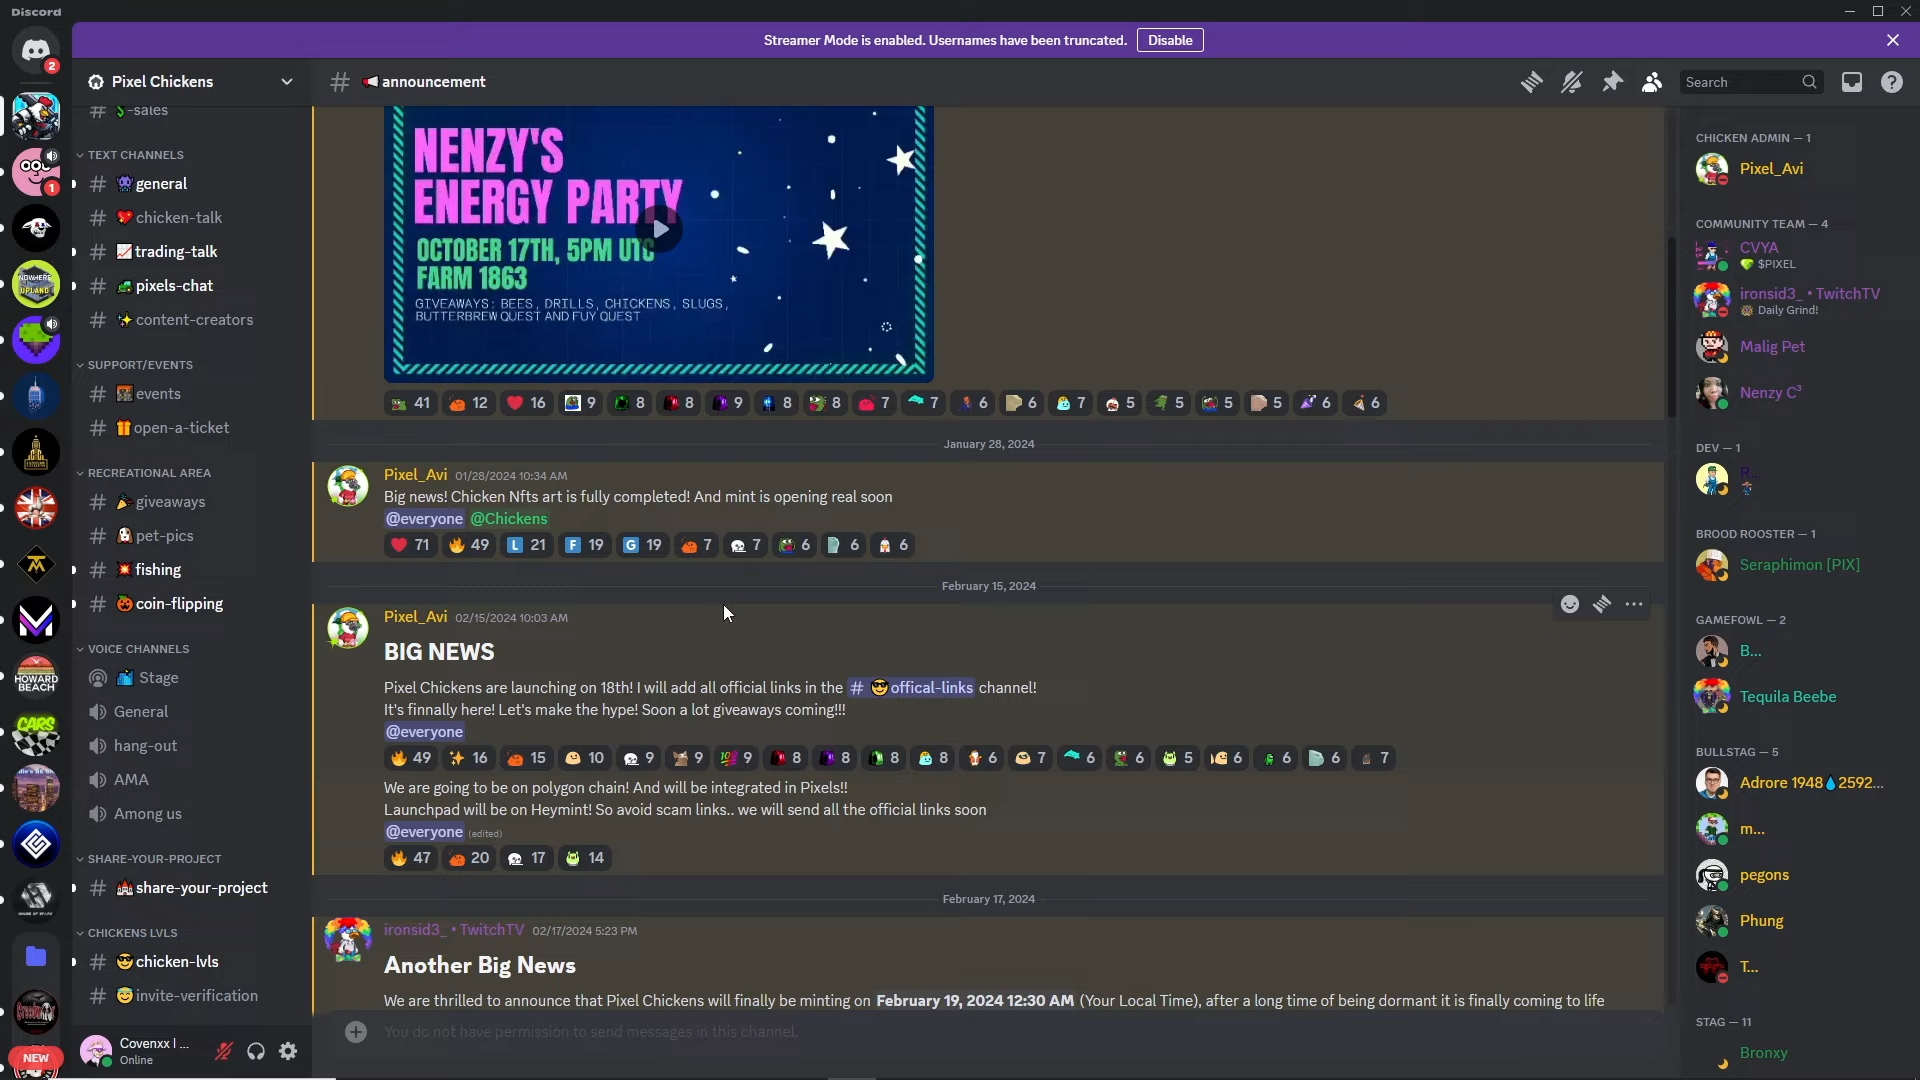 Discord
Streamer Mode is enabled. Usernames have been truncated. Disable
2
1
NOWHERE
UPLAND
HOWARD
BEACH
CARS
NEW
Pixel Chickens
-sales
TEXT CHANNELS
general
chicken-talk
trading-talk
pixels-chat
content-creators
SUPPORT/EVENTS
events
open-a-ticket
RECREATIONAL AREA
giveaways
pet-pics
fishing
coin-flipping
VOICE CHANNELS
Stage
General
hang-out
AMA
Among us
SHARE-YOUR-PROJECT
share-your-project
CHICKENS LVLS
chicken-lvls
invite-verification
Covenxx l ...
Online
# announcement
Search
NENZY'S
ENERGY PARTY
OCTOBER 17TH, 5PM UTC
FARM 1863
GIVEAWAYS: BEES, DRILLS, CHICKENS, SLUGS,
BUTTERBREW QUEST AND FUY QUEST
41 12 16 9 8 8 9 8 8 7 7 6 6 7 5 5 5 5 6 6
January 28, 2024
Pixel_Avi 01/28/2024 10:34 AM
Big news! Chicken Nfts art is fully completed! And mint is opening real soon
@everyone @Chickens
71 49 L 21 F 19 G 19 7 7 6 6 6
February 15, 2024
Pixel_Avi 02/15/2024 10:03 AM
BIG NEWS
Pixel Chickens are launching on 18th! I will add all official links in the # offical-links channel!
It's finnally here! Let's make the hype! Soon a lot giveaways coming!!!
@everyone
49 16 15 10 9 9 100 9 8 8 8 8 6 7 6 6 5 6 6 6 7
We are going to be on polygon chain! And will be integrated in Pixels!!
Launchpad will be on Heymint! So avoid scam links.. we will send all the official links soon
@everyone (edited)
47 20 17 14
February 17, 2024
ironsid3_ • TwitchTV 02/17/2024 5:23 PM
Another Big News
We are thrilled to announce that Pixel Chickens will finally be minting on February 19, 2024 12:30 AM (Your Local Time), after a long time of being dormant it is finally coming to life
You do not have permission to send messages in this channel.
CHICKEN ADMIN — 1
Pixel_Avi
COMMUNITY TEAM — 4
CVYA
$PIXEL
ironsid3_ • TwitchTV
Daily Grind!
Malig Pet
Nenzy C³
DEV — 1
R..
BROOD ROOSTER — 1
Seraphimon [PIX]
GAMEFOWL — 2
B...
Tequila Beebe
BULLSTAG — 5
Adrore 1948💧2592...
m...
pegons
Phung
T...
STAG — 11
Bronxy